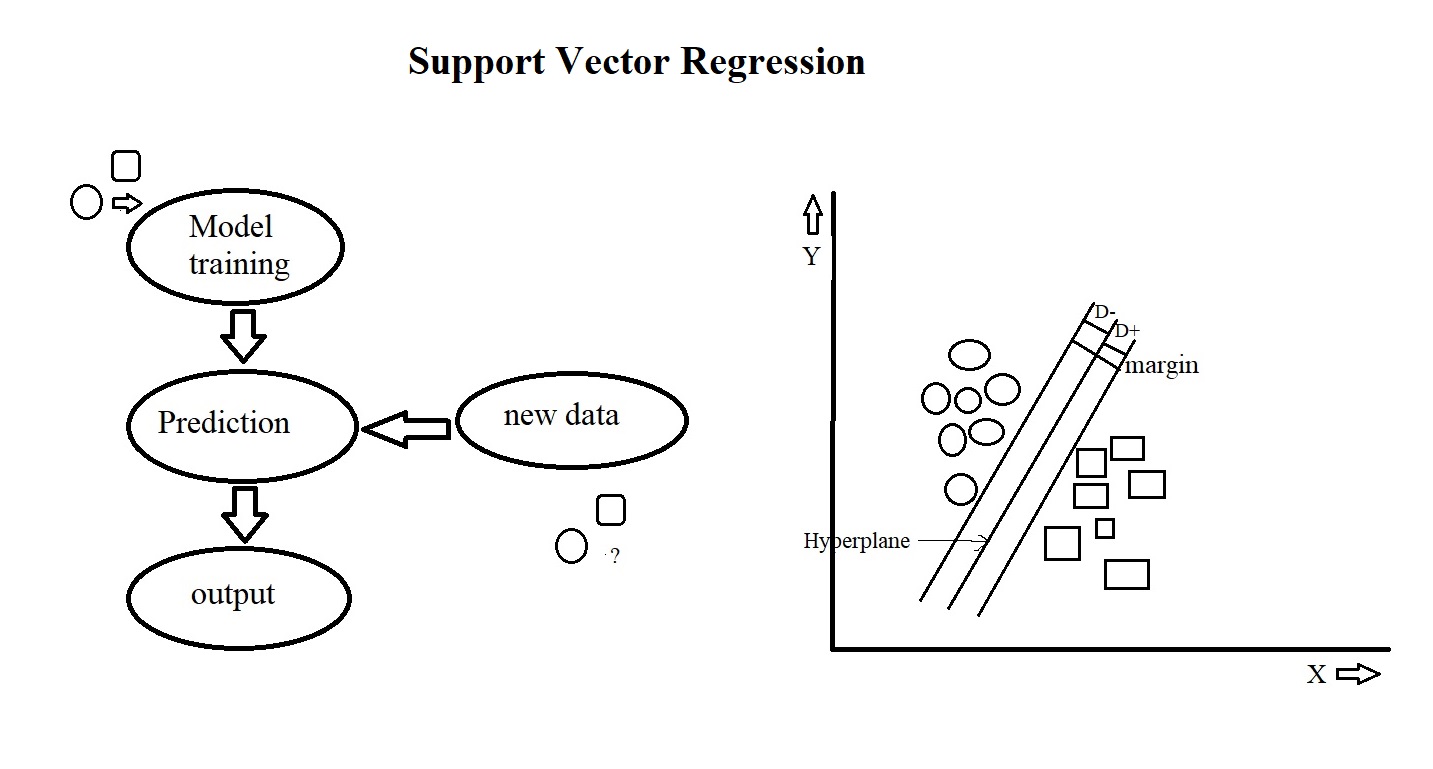 Support Vector Regression
Model
training
Prediction
new data
output
?
Y
D-
D+
margin
Hyperplane
X